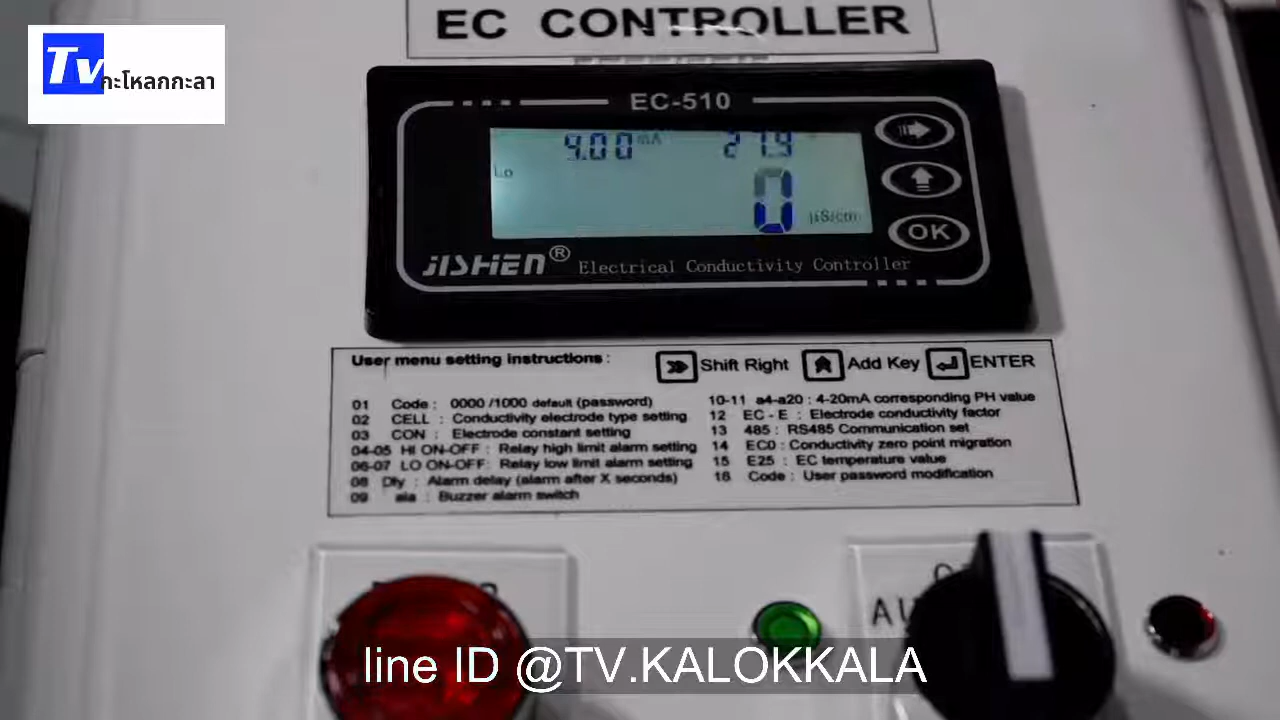 EC CONTROLLER
Tv
กะโหลกกะลา
EC-510
4.00 mA 21.9
Lo
0 µS/cm
OK
JISHEN®
Electrical Conductivity Controller
User menu setting instructions : Shift Right Add Key ENTER
01 Code : 0000 /1000 default (password)
02 CELL : Conductivity electrode type setting
03 CON : Electrode constant setting
04-05 HI ON-OFF : Relay high limit alarm setting
06-07 LO ON-OFF: Relay low limit alarm setting
08 Dly : Alarm delay (alarm after X seconds)
09 ala : Buzzer alarm switch
10-11 a4-a20 : 4-20mA corresponding PH value
12 EC - E : Electrode conductivity factor
13 485 : RS485 Communication set
14 EC0 : Conductivity zero point migration
15 E25 : EC temperature value
16 Code : User password modification
line ID @TV.KALOKKALA